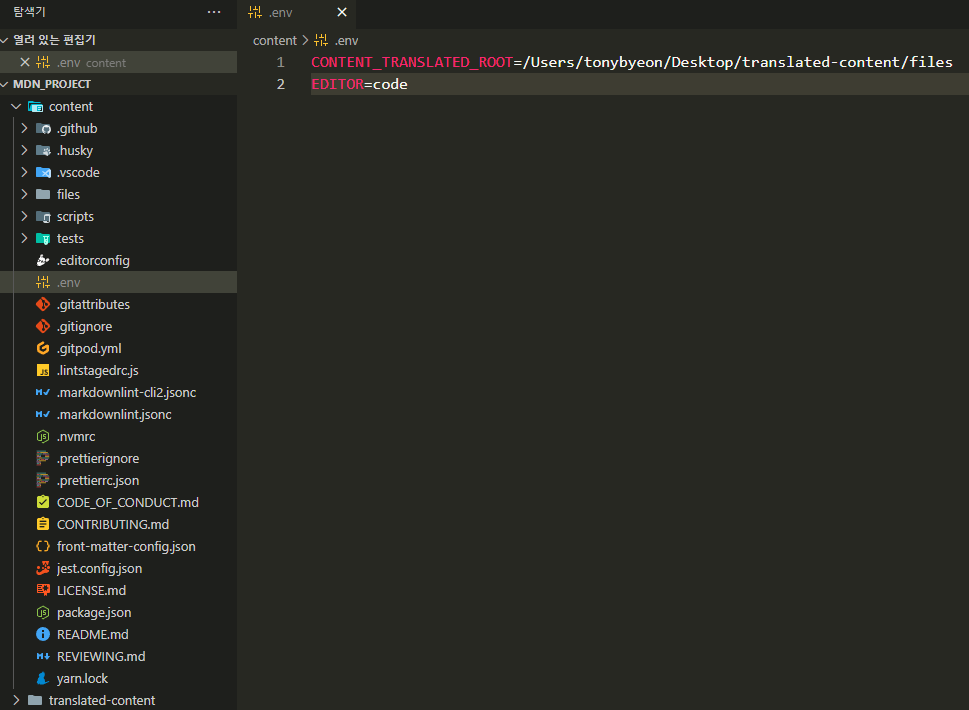 탐색기 ···
열려 있는 편집기
.env content
MDN_PROJECT
content
.github
.husky
.vscode
files
scripts
tests
.editorconfig
.env
.gitattributes
.gitignore
.gitpod.yml
.lintstagedrc.js
.markdownlint-cli2.jsonc
.markdownlint.jsonc
.nvmrc
.prettierignore
.prettierrc.json
CODE_OF_CONDUCT.md
CONTRIBUTING.md
front-matter-config.json
jest.config.json
LICENSE.md
package.json
README.md
REVIEWING.md
yarn.lock
translated-content
.env
content > .env
1 CONTENT_TRANSLATED_ROOT=/Users/tonybyeon/Desktop/translated-content/files
2 EDITOR=code